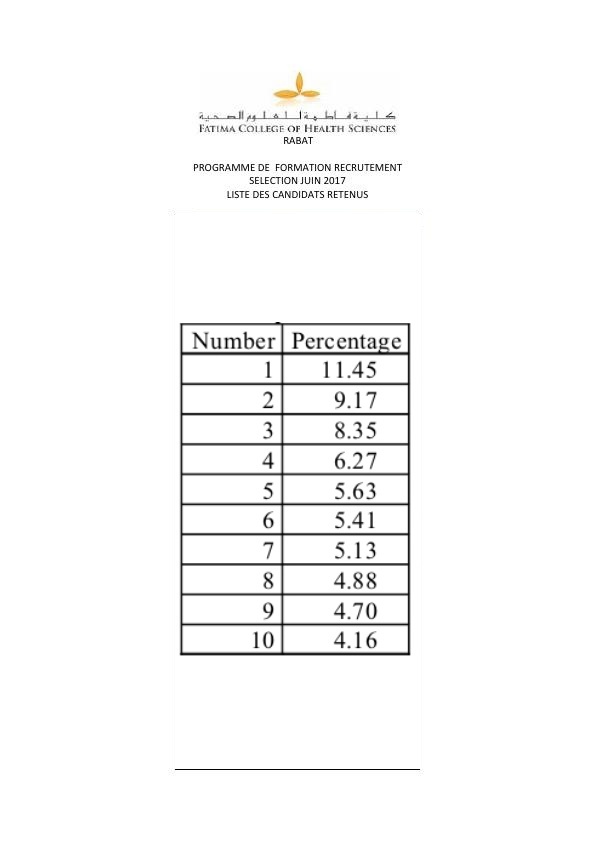 كلية فاطمة للعلوم الصحية
FATIMA COLLEGE OF HEALTH SCIENCES
RABAT
PROGRAMME DE FORMATION RECRUTEMENT
SELECTION JUIN 2017
LISTE DES CANDIDATS RETENUS
Number Percentage
1 11.45
2 9.17
3 8.35
4 6.27
5 5.63
6 5.41
7 5.13
8 4.88
9 4.70
10 4.16